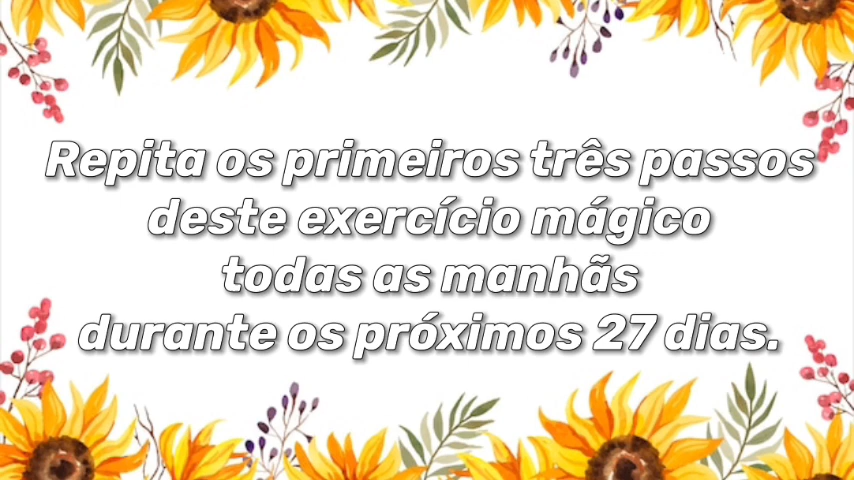 Repita os primeiros três passos
deste exercício mágico
todas as manhãs
durante os próximos 27 dias.